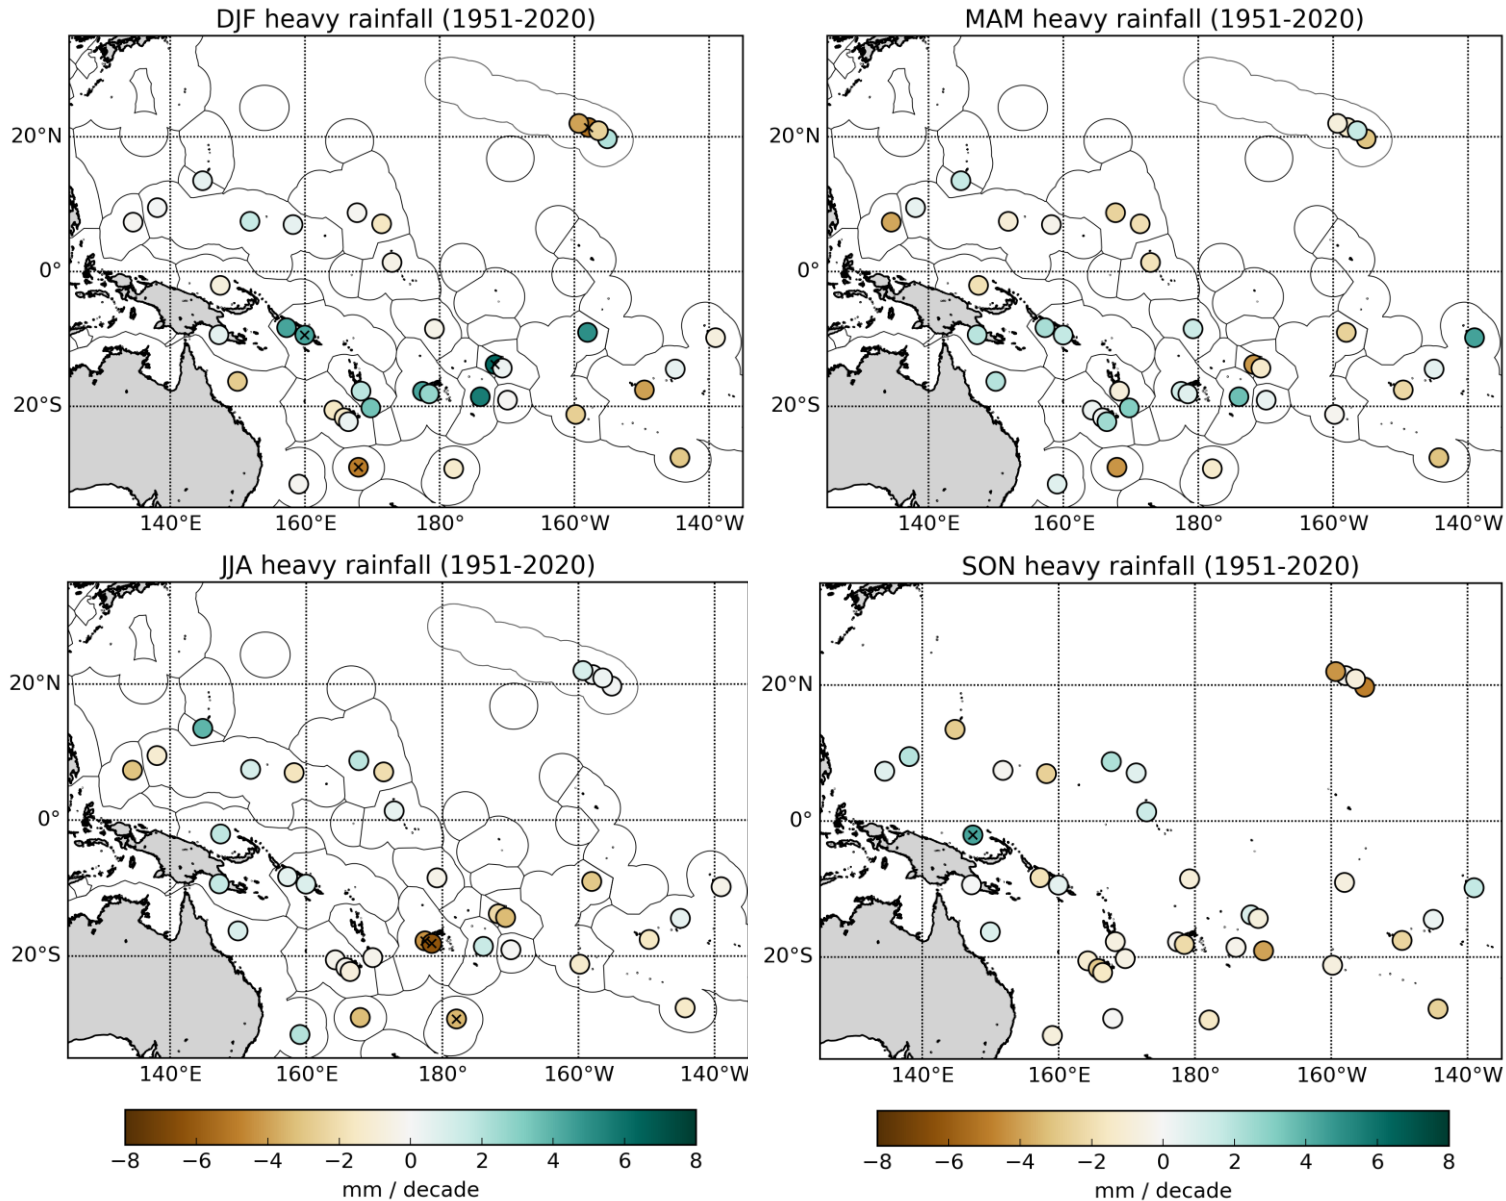 DJF heavy rainfall (1951-2020)
MAM heavy rainfall (1951-2020)
20°N
0°
20°S
140°E
160°E
180°
160°W
140°W
20°N
0°
20°S
140°E
160°E
180°
160°W
140°W
JJA heavy rainfall (1951-2020)
SON heavy rainfall (1951-2020)
20°N
0°
20°S
140°E
160°E
180°
160°W
140°W
20°N
0°
20°S
140°E
160°E
180°
160°W
140°W
−8 −6 −4 −2 0 2 4 6 8
mm / decade
−8 −6 −4 −2 0 2 4 6 8
mm / decade